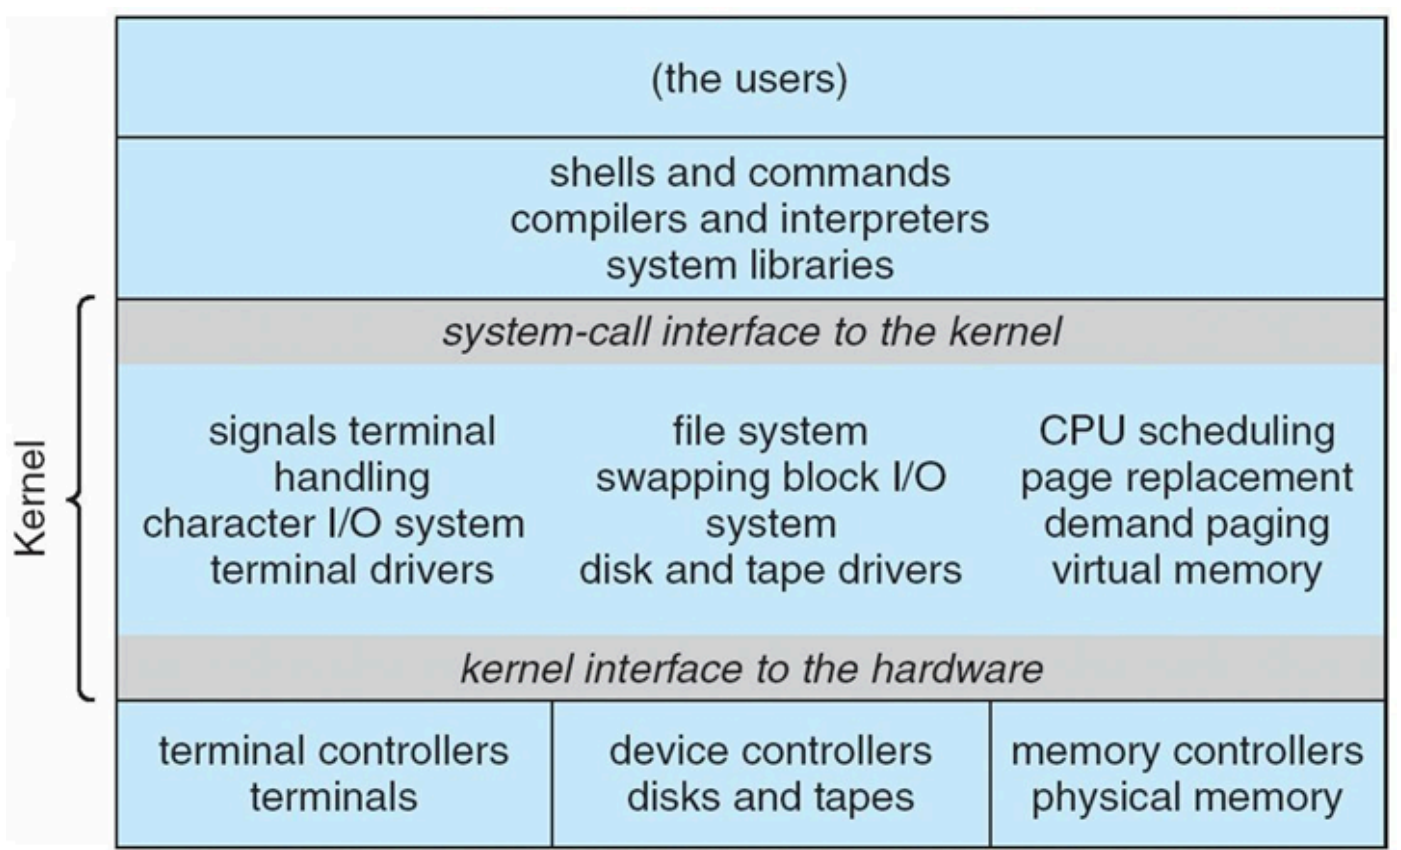 (the users)
shells and commands
compilers and interpreters
system libraries
Kernel
system-call interface to the kernel
signals terminal
handling
character I/O system
terminal drivers
file system
swapping block I/O
system
disk and tape drivers
CPU scheduling
page replacement
demand paging
virtual memory
kernel interface to the hardware
terminal controllers
terminals
device controllers
disks and tapes
memory controllers
physical memory